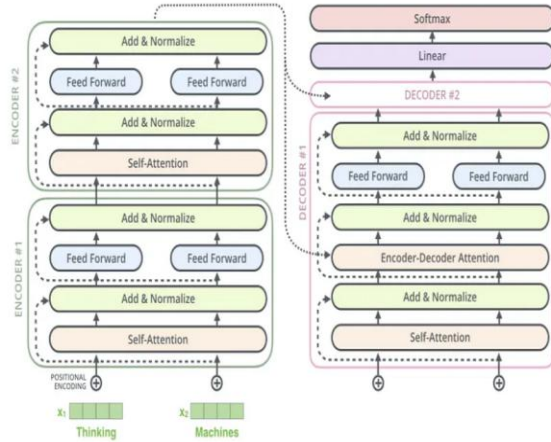 ENCODER #2
Add & Normalize
Feed Forward
Feed Forward
Add & Normalize
Self-Attention
ENCODER #1
Add & Normalize
Feed Forward
Feed Forward
Add & Normalize
Self-Attention
POSITIONAL
ENCODING
x₁
x₂
Thinking
Machines
Softmax
Linear
DECODER #2
DECODER #1
Add & Normalize
Feed Forward
Feed Forward
Add & Normalize
Encoder-Decoder Attention
Add & Normalize
Self-Attention